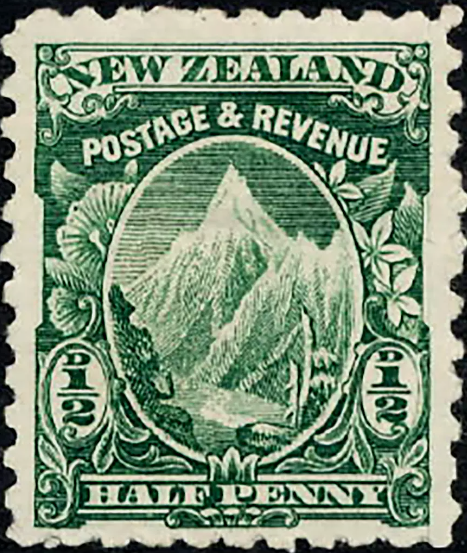 NEW ZEALAND
POSTAGE & REVENUE
D 1/2
D 1/2
HALF PENNY